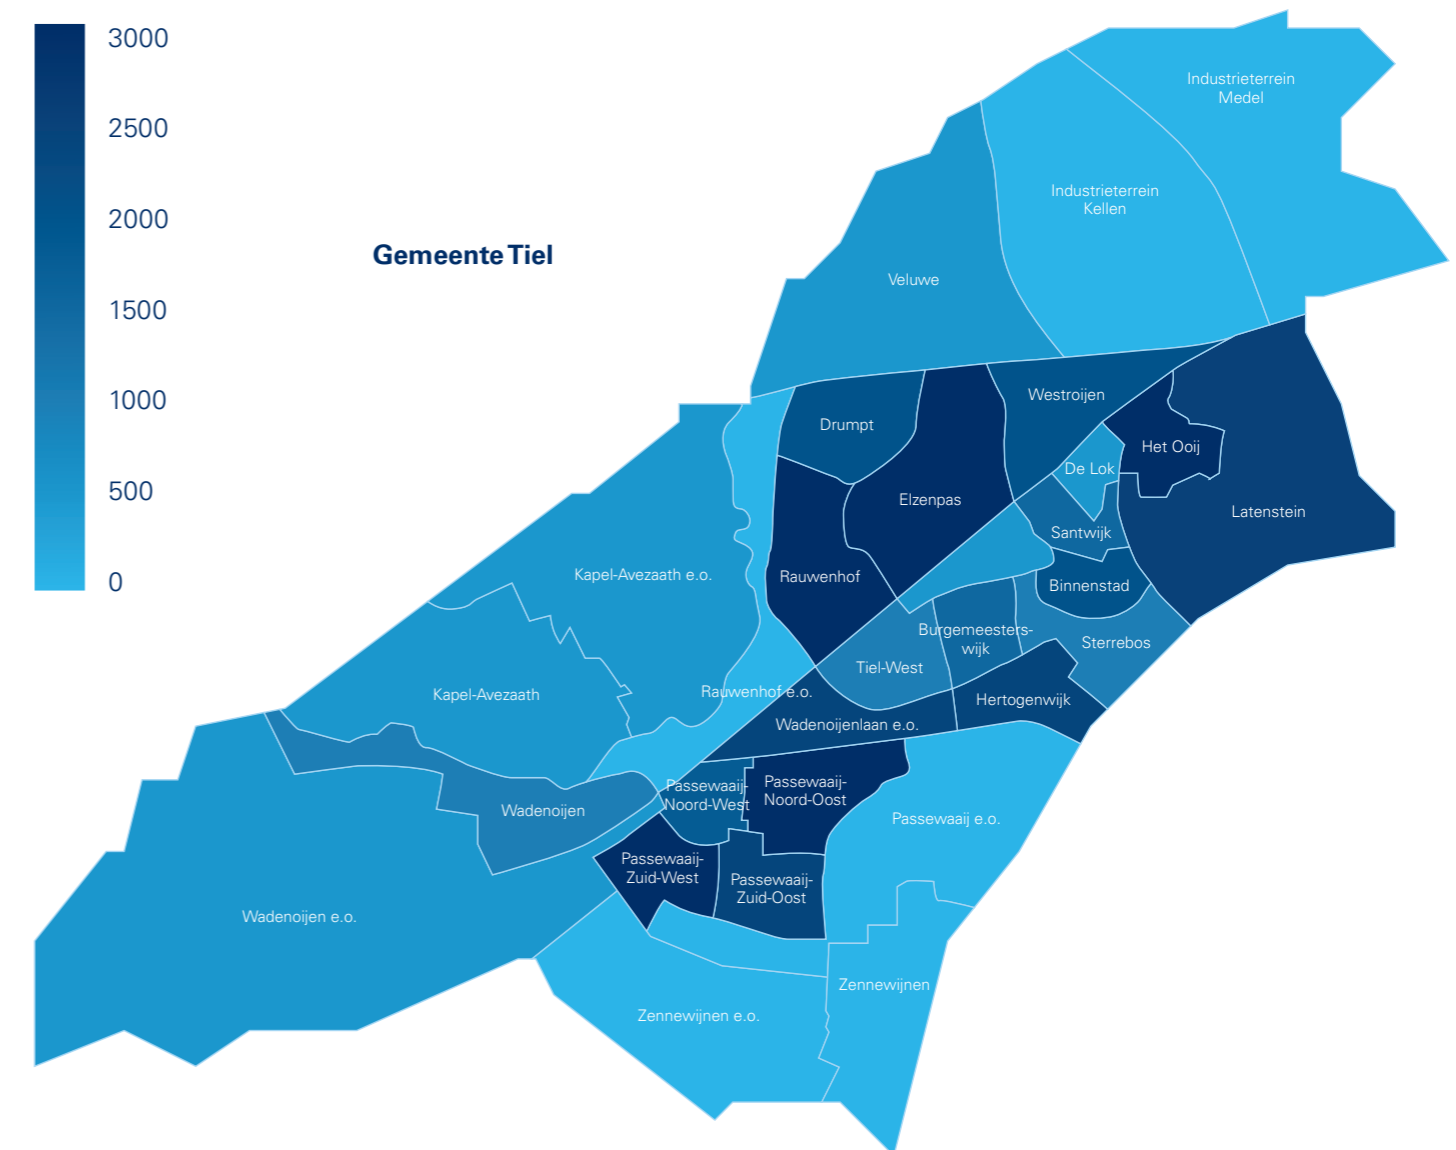 3000
2500
2000
1500
1000
500
0
Gemeente Tiel
Industrieterrein
Medel
Industrieterrein
Kellen
Veluwe
Westroijen
Drumpt
Het Ooij
De Lok
Elzenpas
Latenstein
Santwijk
Kapel-Avezaath e.o.
Rauwenhof
Binnenstad
Burgemeesters-
wijk
Sterrebos
Tiel-West
Kapel-Avezaath
Rauwenhof e.o.
Hertogenwijk
Wadenoijenlaan e.o.
Passewaaij-
Noord-West
Passewaaij-
Noord-Oost
Wadenoijen
Passewaaij e.o.
Passewaaij-
Zuid-West
Passewaaij-
Zuid-Oost
Wadenoijen e.o.
Zennewijnen
Zennewijnen e.o.